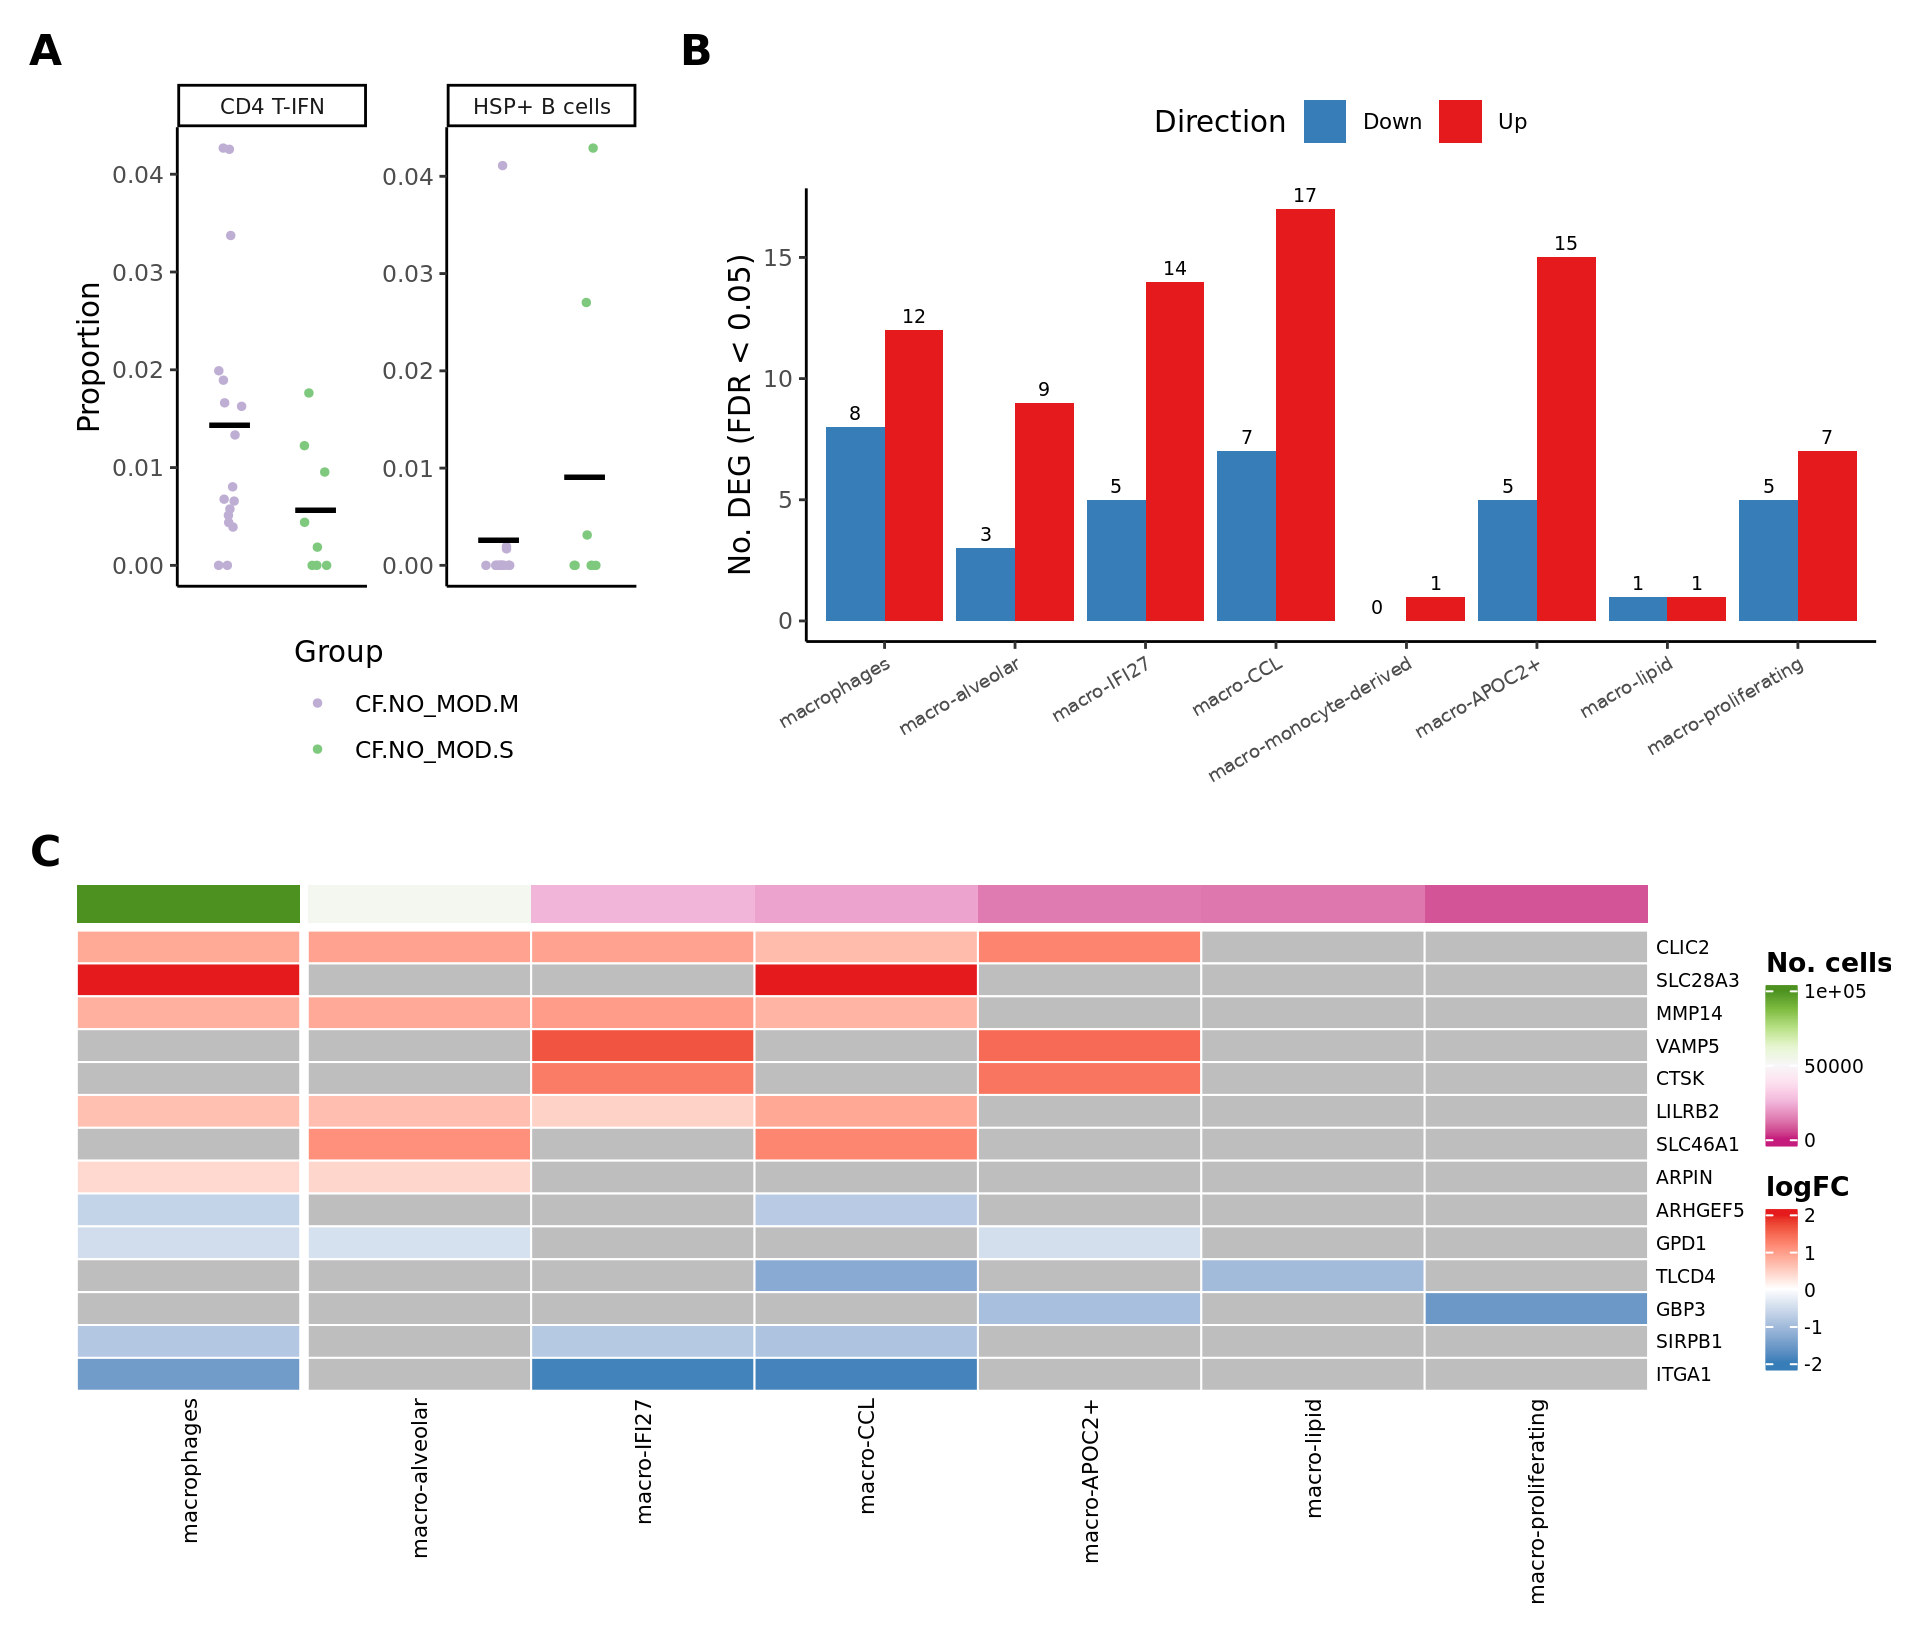 A
CD4 T-IFN
HSP+ B cells
Proportion
0.04
0.03
0.02
0.01
0.00
0.04
0.03
0.02
0.01
0.00
Group
CF.NO_MOD.M
CF.NO_MOD.S
B
Direction Down Up
No. DEG (FDR < 0.05)
15
10
5
0
8
12
3
9
5
14
7
17
0
1
5
15
1
1
5
7
macrophages
macro-alveolar
macro-IFI27
macro-CCL
macro-monocyte-derived
macro-APOC2+
macro-lipid
macro-proliferating
C
CLIC2
SLC28A3
MMP14
VAMP5
CTSK
LILRB2
SLC46A1
ARPIN
ARHGEF5
GPD1
TLCD4
GBP3
SIRPB1
ITGA1
macrophages
macro-alveolar
macro-IFI27
macro-CCL
macro-APOC2+
macro-lipid
macro-proliferating
No. cells
1e+05
50000
0
logFC
2
1
0
-1
-2